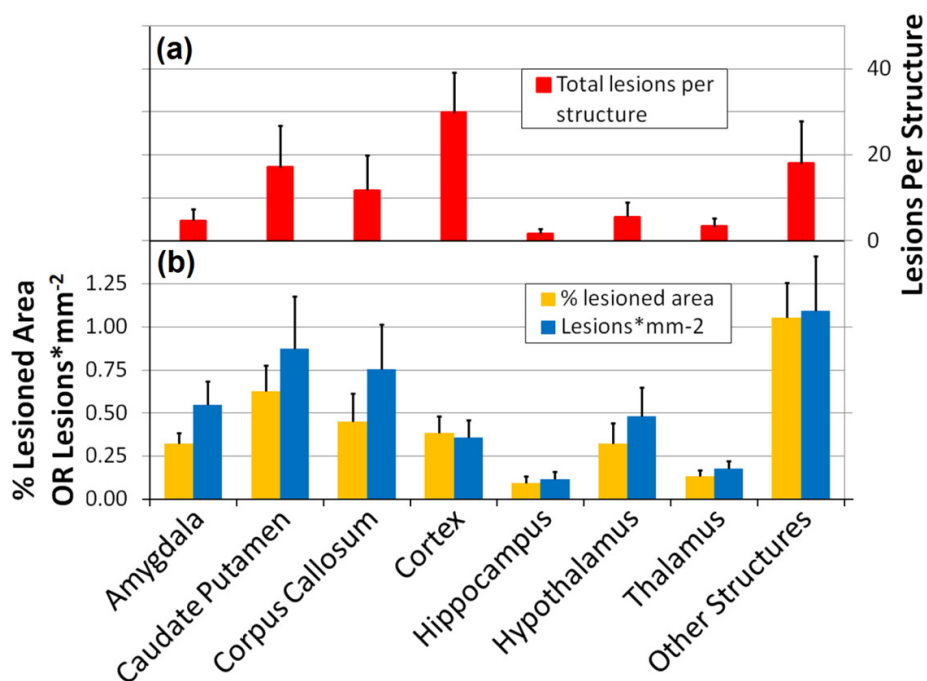 (a)
Total lesions per
structure
40
20
0
Lesions Per Structure
(b)
% lesioned area
Lesions*mm-2
% Lesioned Area
OR Lesions*mm-2
1.25
1.00
0.75
0.50
0.25
0.00
Amygdala
Caudate Putamen
Corpus Callosum
Cortex
Hippocampus
Hypothalamus
Thalamus
Other Structures